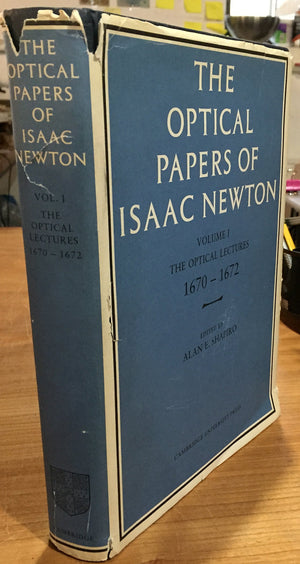 THE
OPTICAL
PAPERS
OF
ISAAC
NEWTON
VOL. I
THE
OPTICAL
LECTURES
1670–1672
CAMBRIDGE
THE
OPTICAL
PAPERS OF
ISAAC NEWTON
VOLUME I
THE OPTICAL LECTURES
1670–1672
EDITED BY
ALAN E. SHAPIRO
CAMBRIDGE UNIVERSITY PRESS